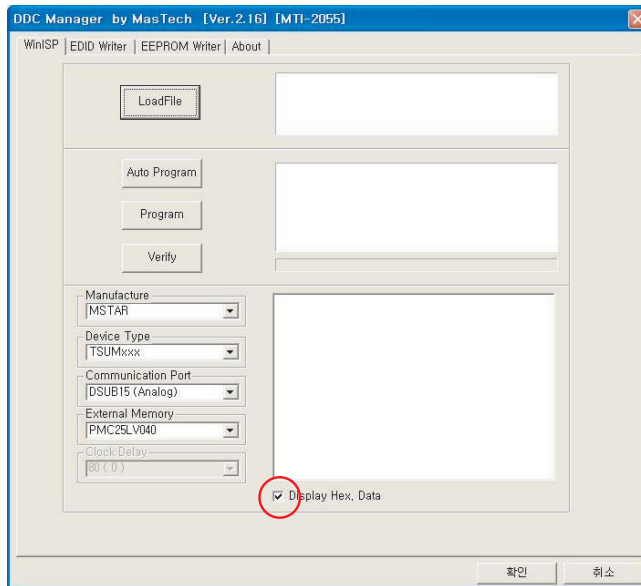 DDC Manager by MasTech [Ver.2.16] [MTI-2055]
WinISP EDID Writer EEPROM Writer About
LoadFile
Auto Program
Program
Verify
Manufacture
MSTAR
Device Type
TSUMxxx
Communication Port
DSUB15 (Analog)
External Memory
PMC25LV040
Clock Delay
80 ( 0 )
Display Hex, Data
확인 취소